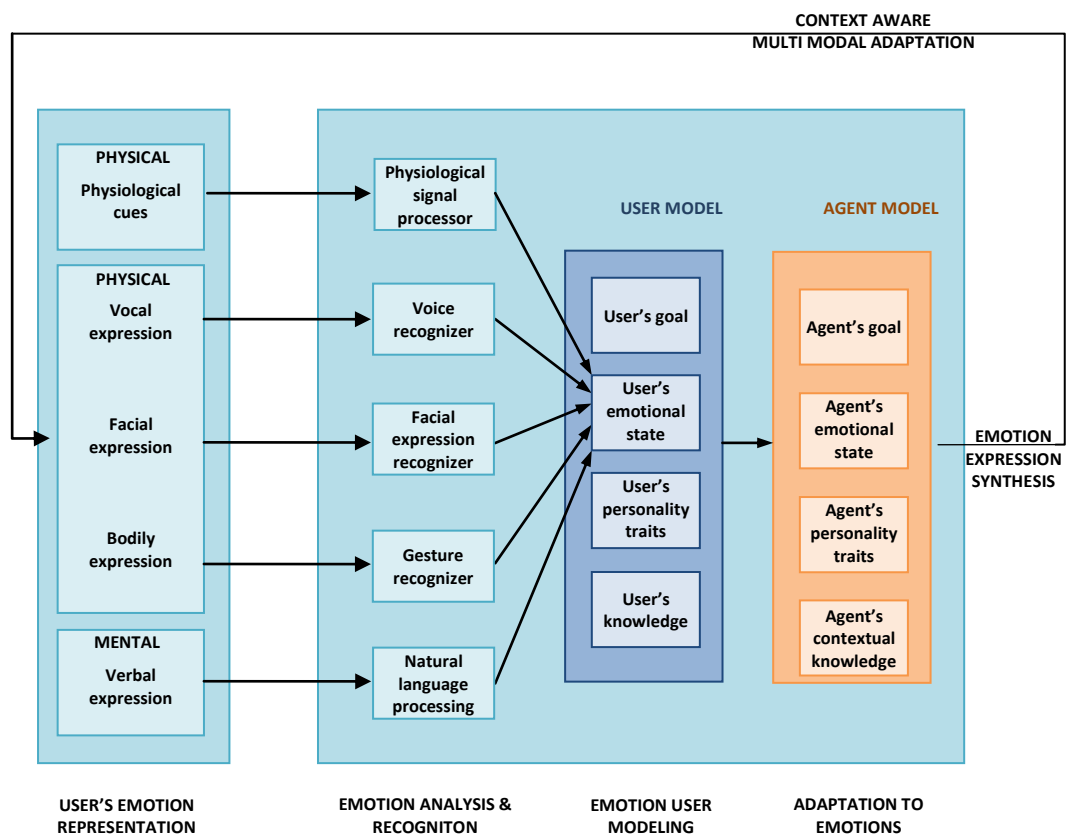 CONTEXT AWARE
MULTI MODAL ADAPTATION
PHYSICAL
Physiological
cues
PHYSICAL
Vocal
expression
Facial
expression
Bodily
expression
MENTAL
Verbal
expression
Physiological
signal
processor
Voice
recognizer
Facial
expression
recognizer
Gesture
recognizer
Natural
language
processing
USER MODEL
User's goal
User's
emotional
state
User's
personality
traits
User's
knowledge
AGENT MODEL
Agent's goal
Agent's
emotional
state
Agent's
personality
traits
Agent's
contextual
knowledge
EMOTION
EXPRESSION
SYNTHESIS
USER'S EMOTION
REPRESENTATION
EMOTION ANALYSIS &
RECOGNITON
EMOTION USER
MODELING
ADAPTATION TO
EMOTIONS